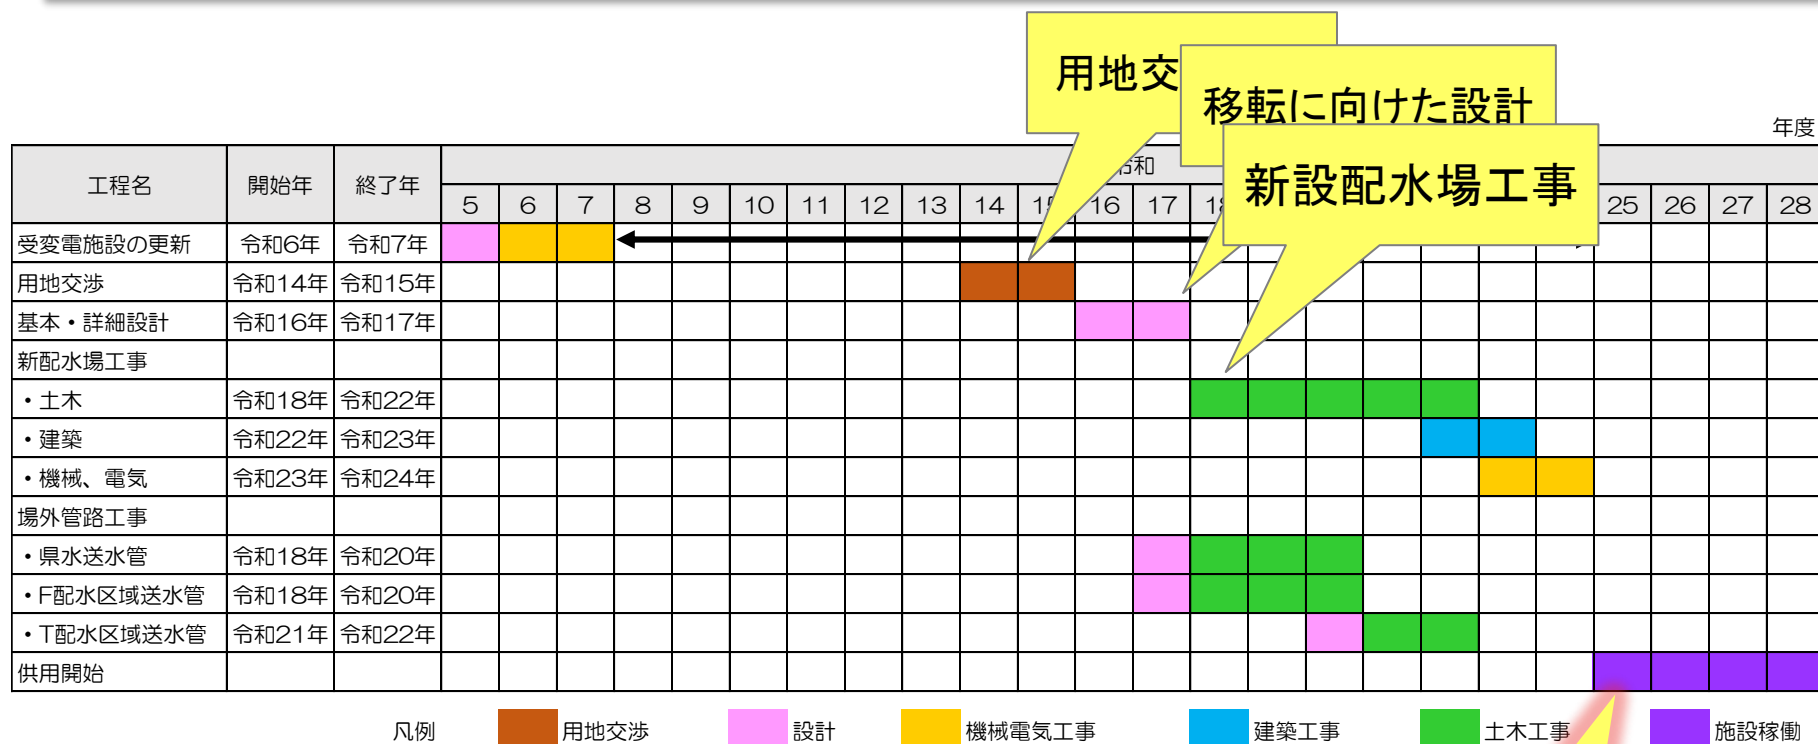 用地交
移転に向けた設計
新設配水場工事
年度
工程名 開始年 終了年 令和
5 6 7 8 9 10 11 12 13 14 15 16 17 18 25 26 27 28
受変電施設の更新 令和6年 令和7年
用地交渉 令和14年 令和15年
基本・詳細設計 令和16年 令和17年
新配水場工事
・土木 令和18年 令和22年
・建築 令和22年 令和23年
・機械、電気 令和23年 令和24年
場外管路工事
・県水送水管 令和18年 令和20年
・F配水区域送水管 令和18年 令和20年
・T配水区域送水管 令和21年 令和22年
供用開始
凡例 用地交渉 設計 機械電気工事 建築工事 土木工事 施設稼働